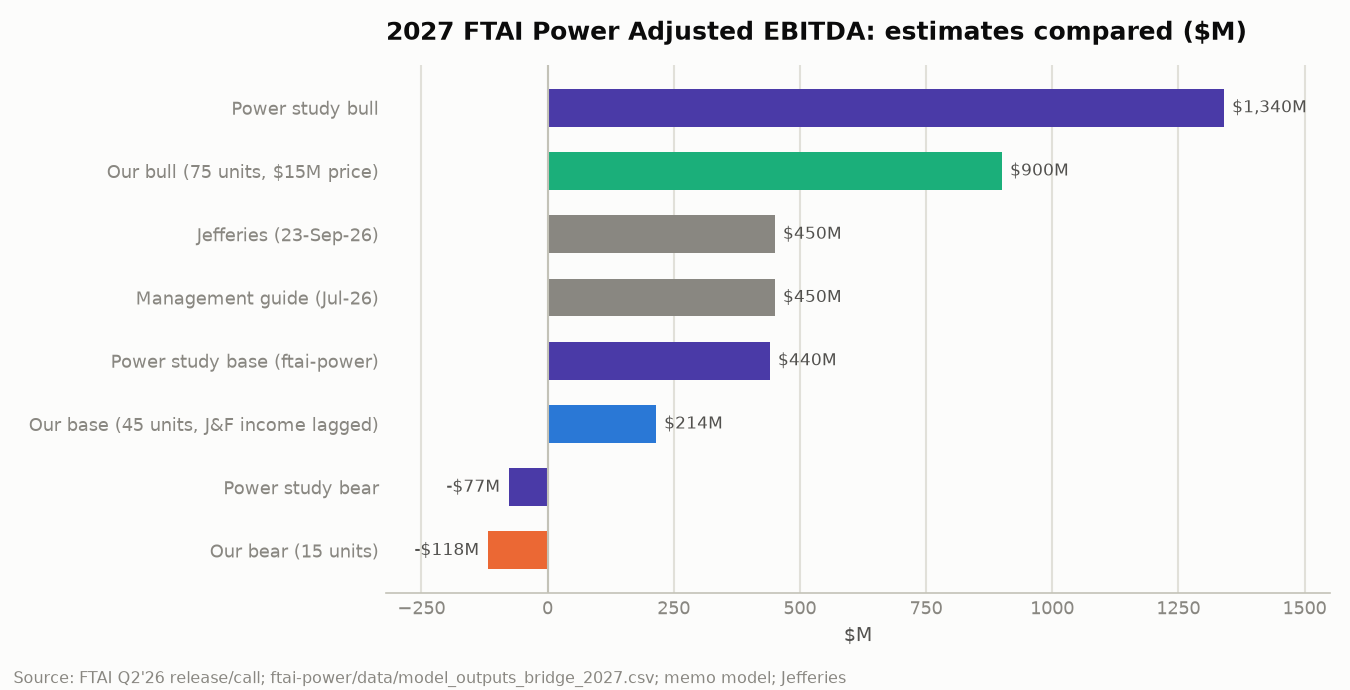 2027 FTAI Power Adjusted EBITDA: estimates compared ($M)
Power study bull $1,340M
Our bull (75 units, $15M price) $900M
Jefferies (23-Sep-26) $450M
Management guide (Jul-26) $450M
Power study base (ftai-power) $440M
Our base (45 units, J&F income lagged) $214M
Power study bear -$77M
Our bear (15 units) -$118M
−250 0 250 500 750 1000 1250 1500
$M
Source: FTAI Q2'26 release/call; ftai-power/data/model_outputs_bridge_2027.csv; memo model; Jefferies